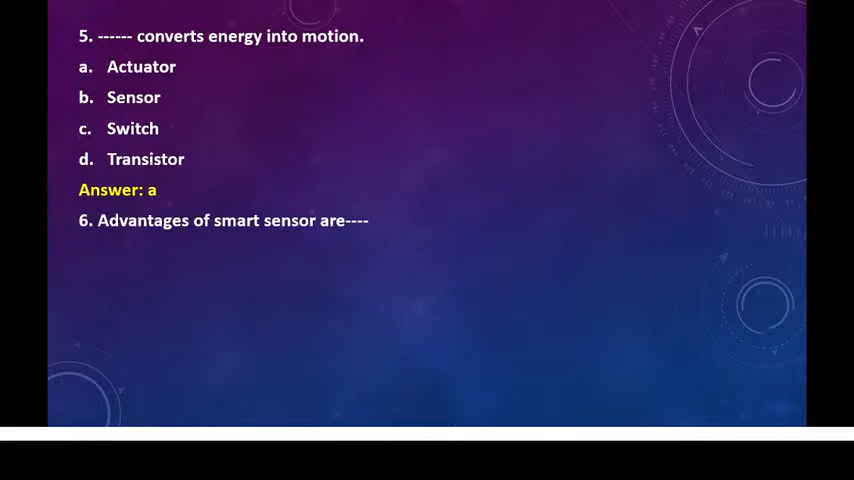 5. ------ converts energy into motion.
a. Actuator
b. Sensor
c. Switch
d. Transistor
Answer: a
6. Advantages of smart sensor are----